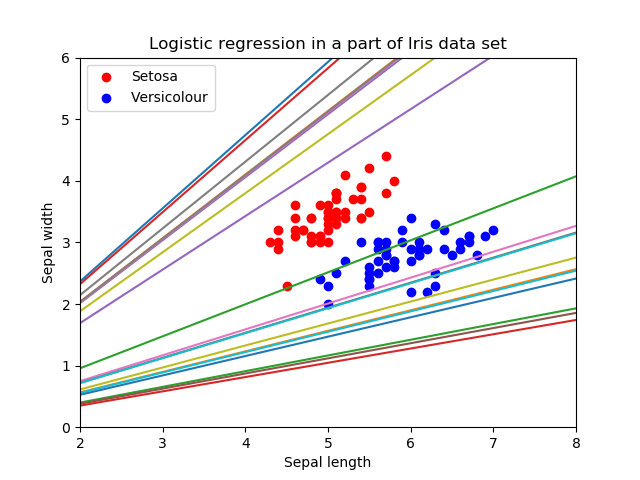 Logistic regression in a part of Iris data set
Setosa
Versicolour
6
5
4
3
2
1
0
Sepal width
2 3 4 5 6 7 8
Sepal length